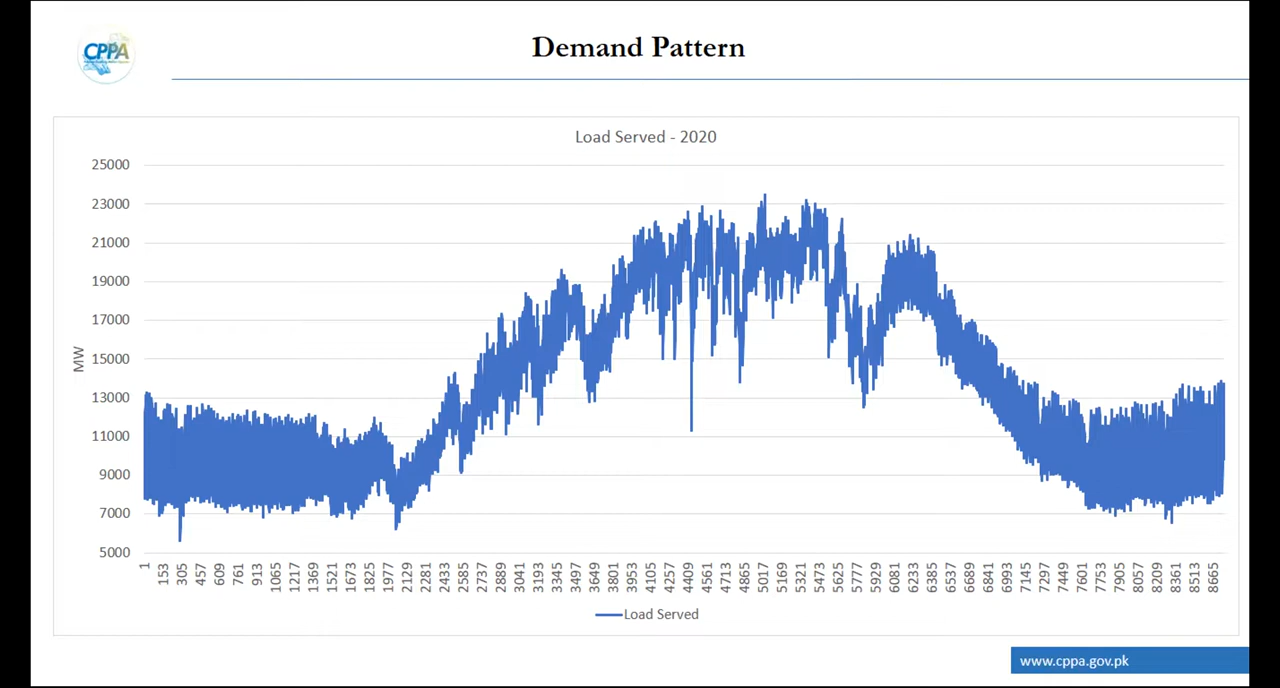 CPPA
Demand Pattern
Load Served - 2020
25000
23000
21000
19000
17000
15000
13000
11000
9000
7000
5000
MW
1 153 305 457 609 761 913 1065 1217 1369 1521 1673 1825 1977 2129 2281 2433 2585 2737 2889 3041 3193 3345 3497 3649 3801 3953 4105 4257 4409 4561 4713 4865 5017 5169 5321 5473 5625 5777 5929 6081 6233 6385 6537 6689 6841 6993 7145 7297 7449 7601 7753 7905 8057 8209 8361 8513 8665
Load Served
www.cppa.gov.pk